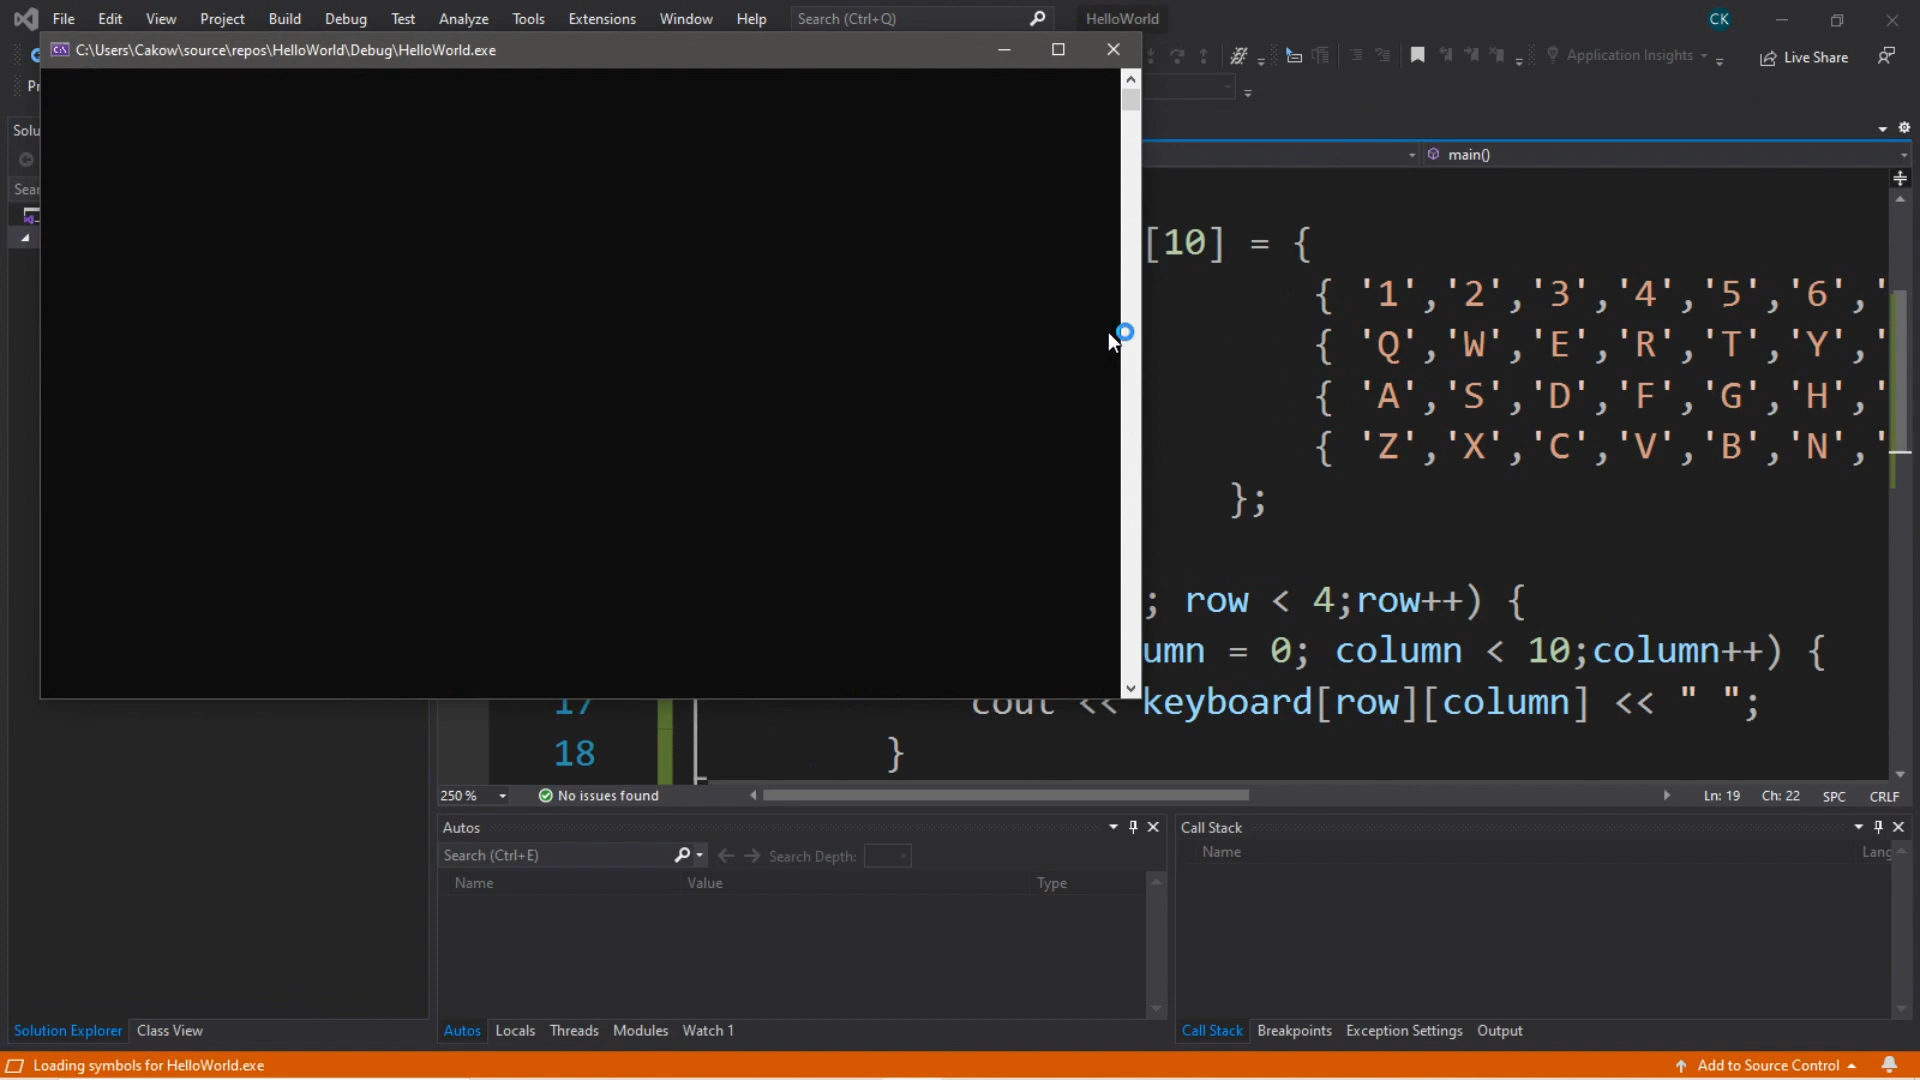 File Edit View Project Build Debug Test Analyze Tools Extensions Window Help Search (Ctrl+Q) HelloWorld CK
C:\Users\Cakow\source\repos\HelloWorld\Debug\HelloWorld.exe
Application Insights Live Share
Pr
Solu
main()
Sear
[10] = {
{ '1','2','3','4','5','6','
{ 'Q','W','E','R','T','Y','
{ 'A','S','D','F','G','H','
{ 'Z','X','C','V','B','N','
};
; row < 4;row++) {
umn = 0; column < 10;column++) {
17 cout << keyboard[row][column] << " ";
18 }
250 % No issues found Ln: 19 Ch: 22 SPC CRLF
Autos
Search (Ctrl+E) Search Depth:
Name Value Type
Call Stack
Name Lang
Solution Explorer Class View
Autos Locals Threads Modules Watch 1
Call Stack Breakpoints Exception Settings Output
Loading symbols for HelloWorld.exe Add to Source Control